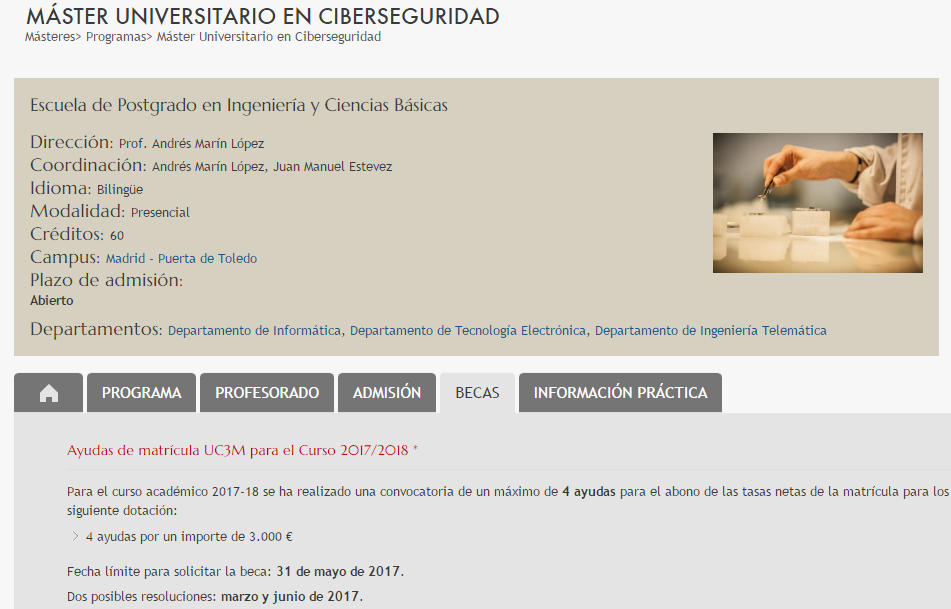 MÁSTER UNIVERSITARIO EN CIBERSEGURIDAD
Másteres> Programas> Máster Universitario en Ciberseguridad
Escuela de Postgrado en Ingeniería y Ciencias Básicas
Dirección: Prof. Andrés Marín López
Coordinación: Andrés Marín López, Juan Manuel Estevez
Idioma: Bilingüe
Modalidad: Presencial
Créditos: 60
Campus: Madrid - Puerta de Toledo
Plazo de admisión:
Abierto
Departamentos: Departamento de Informática, Departamento de Tecnología Electrónica, Departamento de Ingeniería Telemática
PROGRAMA PROFESORADO ADMISIÓN BECAS INFORMACIÓN PRÁCTICA
Ayudas de matrícula UC3M para el Curso 2017/2018 *
Para el curso académico 2017-18 se ha realizado una convocatoria de un máximo de 4 ayudas para el abono de las tasas netas de la matrícula para los
siguiente dotación:
> 4 ayudas por un importe de 3.000 €
Fecha límite para solicitar la beca: 31 de mayo de 2017.
Dos posibles resoluciones: marzo y junio de 2017.